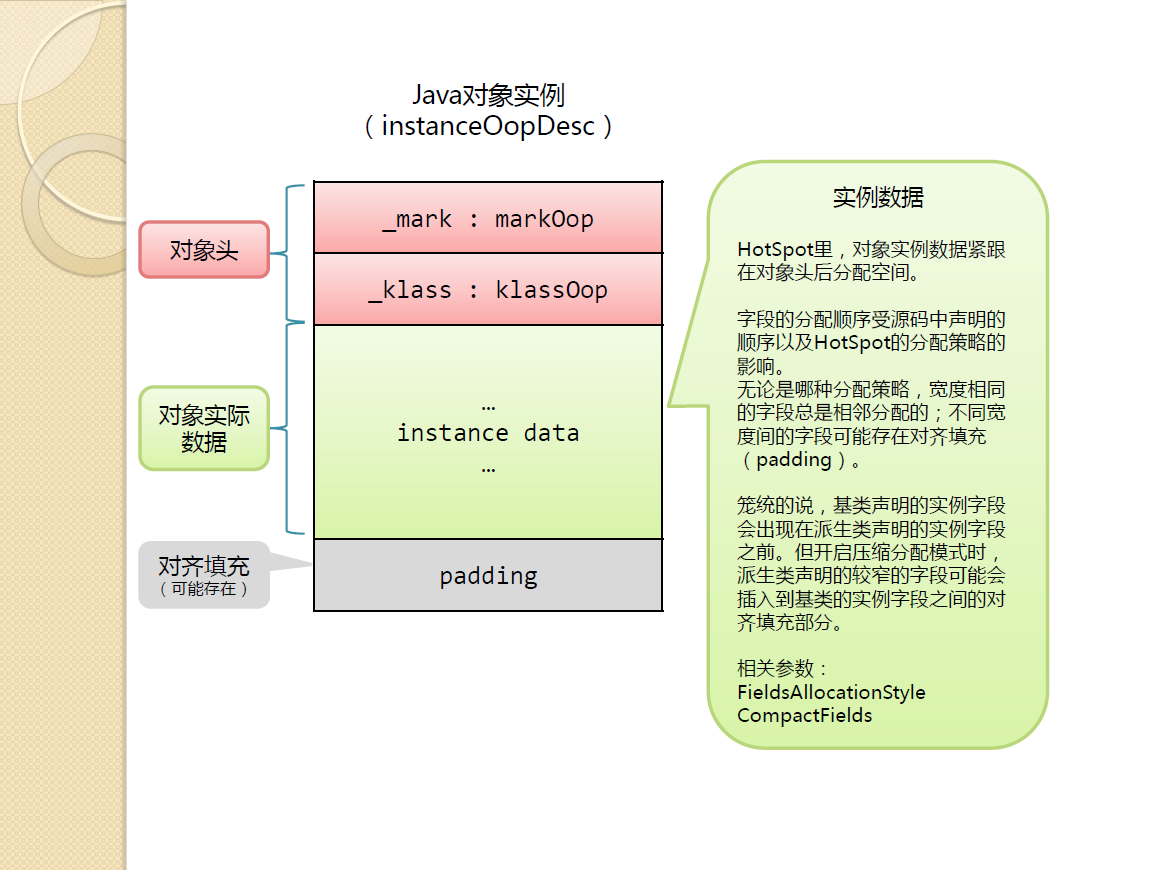 Java对象实例
（instanceOopDesc）
对象头
_mark : markOop
_klass : klassOop
对象实际
数据
…
instance data
…
对齐填充
（可能存在）
padding
实例数据
HotSpot里，对象实例数据紧跟
在对象头后分配空间。
字段的分配顺序受源码中声明的
顺序以及HotSpot的分配策略的
影响。
无论是哪种分配策略，宽度相同
的字段总是相邻分配的；不同宽
度间的字段可能存在对齐填充
（padding）。
笼统的说，基类声明的实例字段
会出现在派生类声明的实例字段
之前。但开启压缩分配模式时，
派生类声明的较窄的字段可能会
插入到基类的实例字段之间的对
齐填充部分。
相关参数：
FieldsAllocationStyle
CompactFields